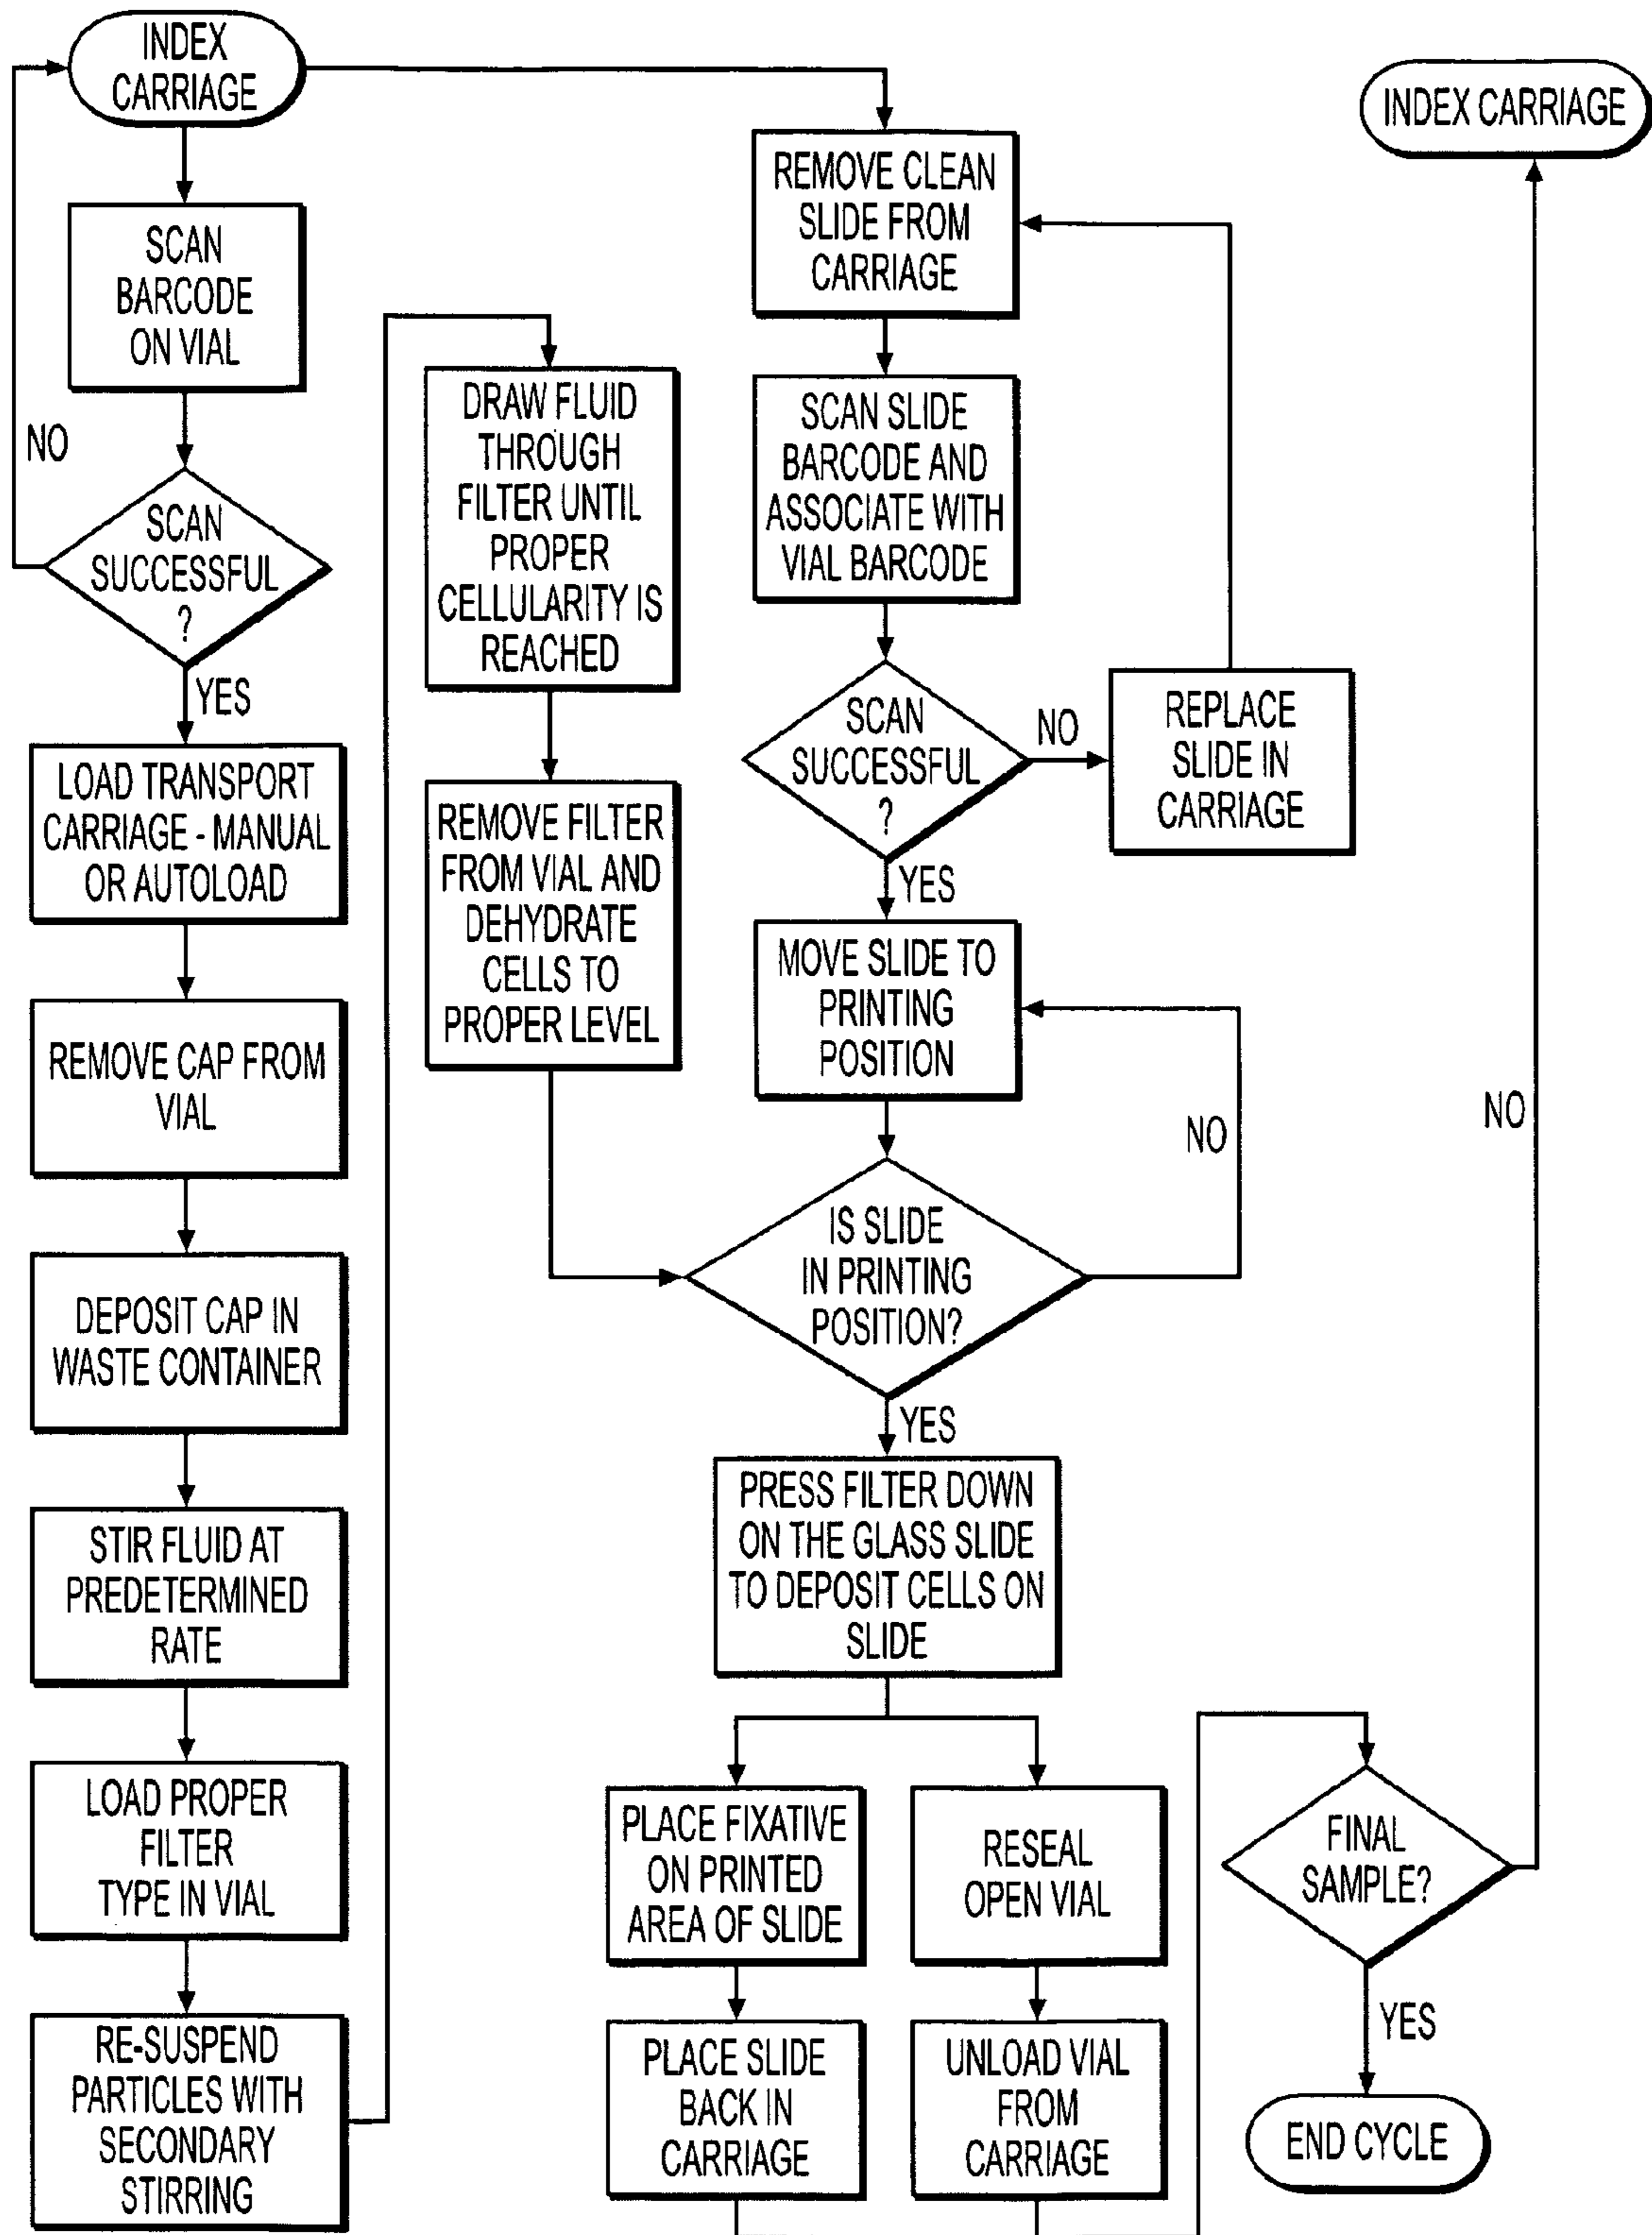 INDEX
CARRIAGE
SCAN
BARCODE
ON VIAL
NO
SCAN
SUCCESSFUL
?
YES
LOAD TRANSPORT
CARRIAGE - MANUAL
OR AUTOLOAD
REMOVE CAP FROM
VIAL
DEPOSIT CAP IN
WASTE CONTAINER
STIR FLUID AT
PREDETERMINED
RATE
LOAD PROPER
FILTER
TYPE IN VIAL
RE-SUSPEND
PARTICLES WITH
SECONDARY
STIRRING
DRAW FLUID
THROUGH
FILTER UNTIL
PROPER
CELLULARITY IS
REACHED
REMOVE FILTER
FROM VIAL AND
DEHYDRATE
CELLS TO
PROPER LEVEL
REMOVE CLEAN
SLIDE FROM
CARRIAGE
SCAN SLIDE
BARCODE AND
ASSOCIATE WITH
VIAL BARCODE
SCAN
SUCCESSFUL
?
NO
REPLACE
SLIDE IN
CARRIAGE
YES
MOVE SLIDE TO
PRINTING
POSITION
NO
IS SLIDE
IN PRINTING
POSITION?
YES
PRESS FILTER DOWN
ON THE GLASS SLIDE
TO DEPOSIT CELLS ON
SLIDE
PLACE FIXATIVE
ON PRINTED
AREA OF SLIDE
PLACE SLIDE
BACK IN
CARRIAGE
RESEAL
OPEN VIAL
UNLOAD VIAL
FROM
CARRIAGE
FINAL
SAMPLE?
YES
END CYCLE
NO
INDEX CARRIAGE